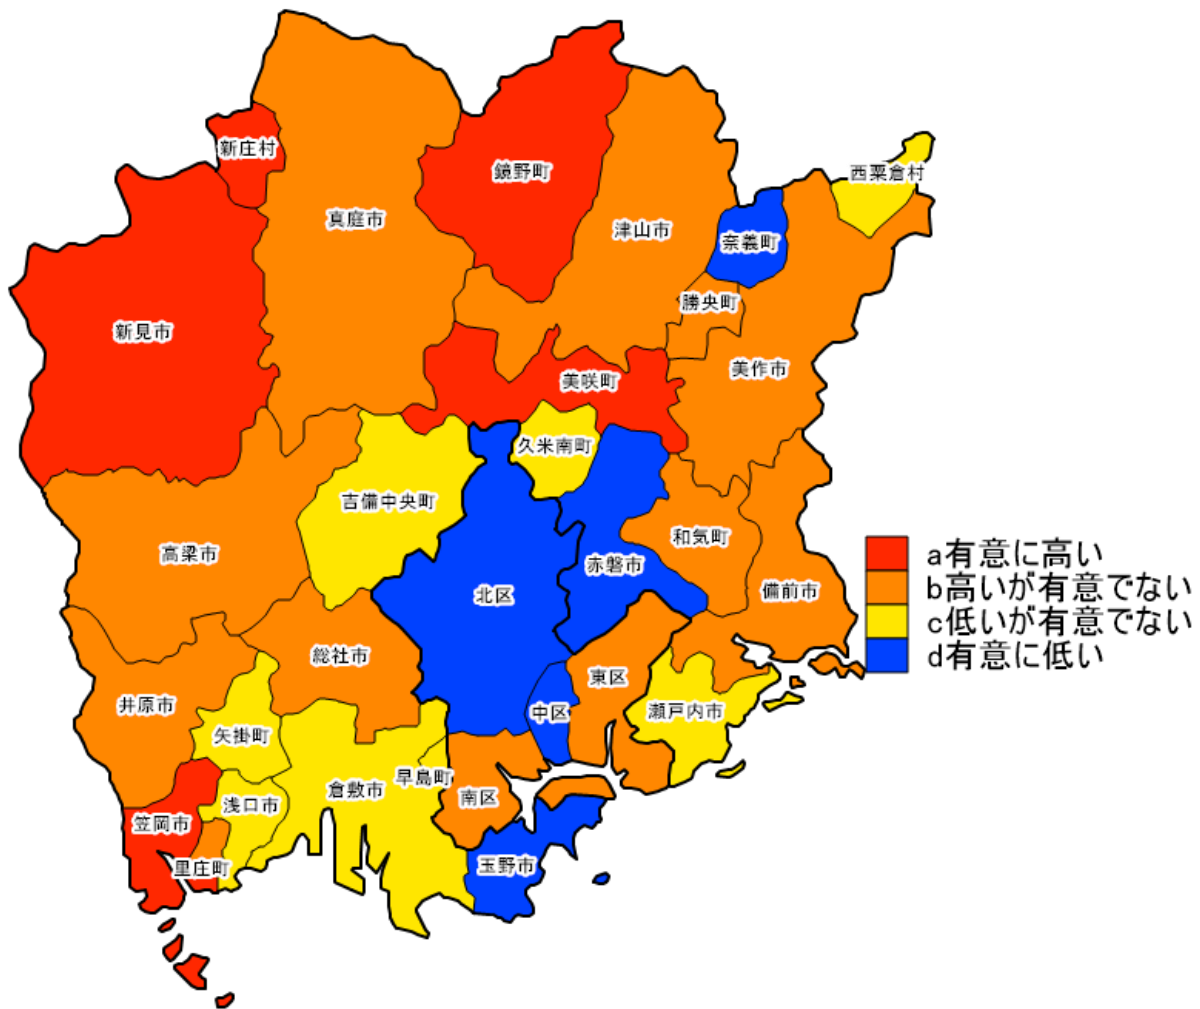 新庄村
鏡野町
西粟倉村
真庭市
津山市
奈義町
勝央町
新見市
美作市
美咲町
久米南町
吉備中央町
和気町
高梁市
赤磐市
備前市
北区
総社市
東区
井原市
中区
瀬戸内市
矢掛町
早島町
倉敷市
南区
浅口市
笠岡市
里庄町
玉野市
a有意に高い
b高いが有意でない
c低いが有意でない
d有意に低い